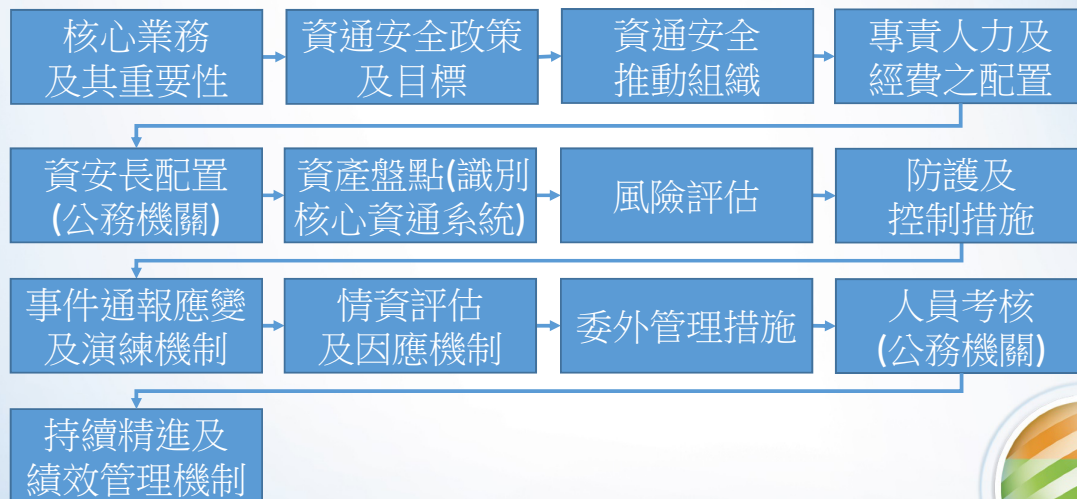 核心業務
及其重要性
資通安全政策
及目標
資通安全
推動組織
專責人力及
經費之配置
資安長配置
(公務機關)
資產盤點(識別
核心資通系統)
風險評估
防護及
控制措施
事件通報應變
及演練機制
情資評估
及因應機制
委外管理措施
人員考核
(公務機關)
持續精進及
績效管理機制